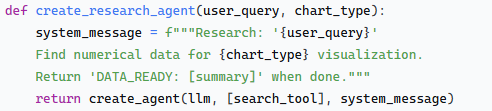 def create_research_agent(user_query, chart_type):
    system_message = f"""Research: '{user_query}'
    Find numerical data for {chart_type} visualization.
    Return 'DATA_READY: [summary]' when done."""
    return create_agent(llm, [search_tool], system_message)